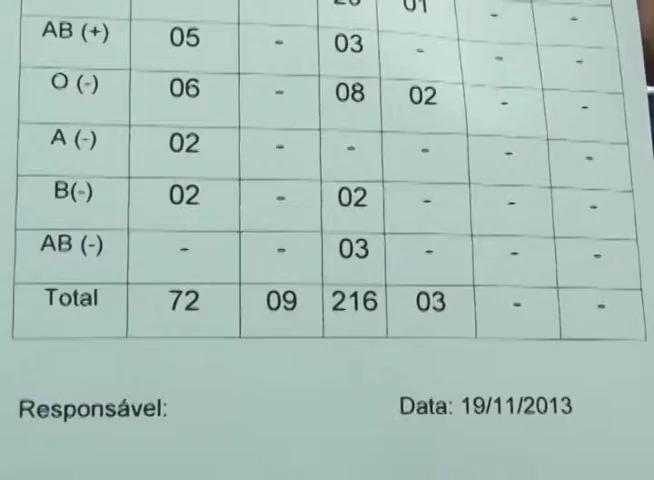 01
AB (+) 05 - 03 - - -
O (-) 06 - 08 02 - -
A (-) 02 - - - - -
B(-) 02 - 02 - - -
AB (-) - - 03 - - -
Total 72 09 216 03 - -
Responsável: Data: 19/11/2013